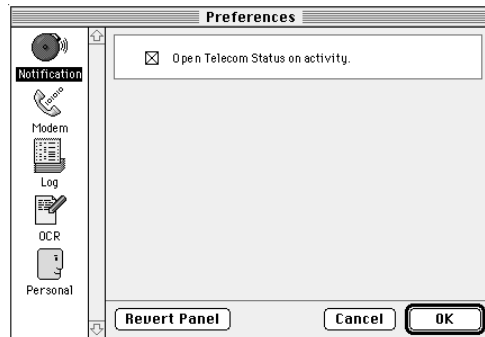 Preferences
Notification
Modem
Log
OCR
Personal
Open Telecom Status on activity.
Revert Panel
Cancel
OK